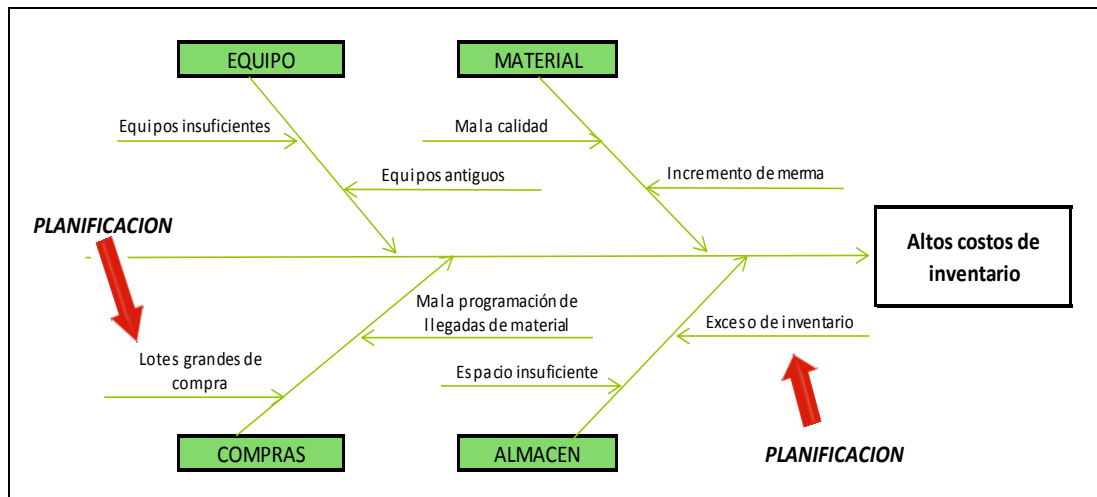 EQUIPO
MATERIAL
Equipos insuficientes
Mala calidad
Equipos antiguos
Incremento de merma
PLANIFICACION
Altos costos de
inventario
Mala programación de
llegadas de material
Exceso de inventario
Lotes grandes de
compra
Espacio insuficiente
COMPRAS
ALMACEN
PLANIFICACION